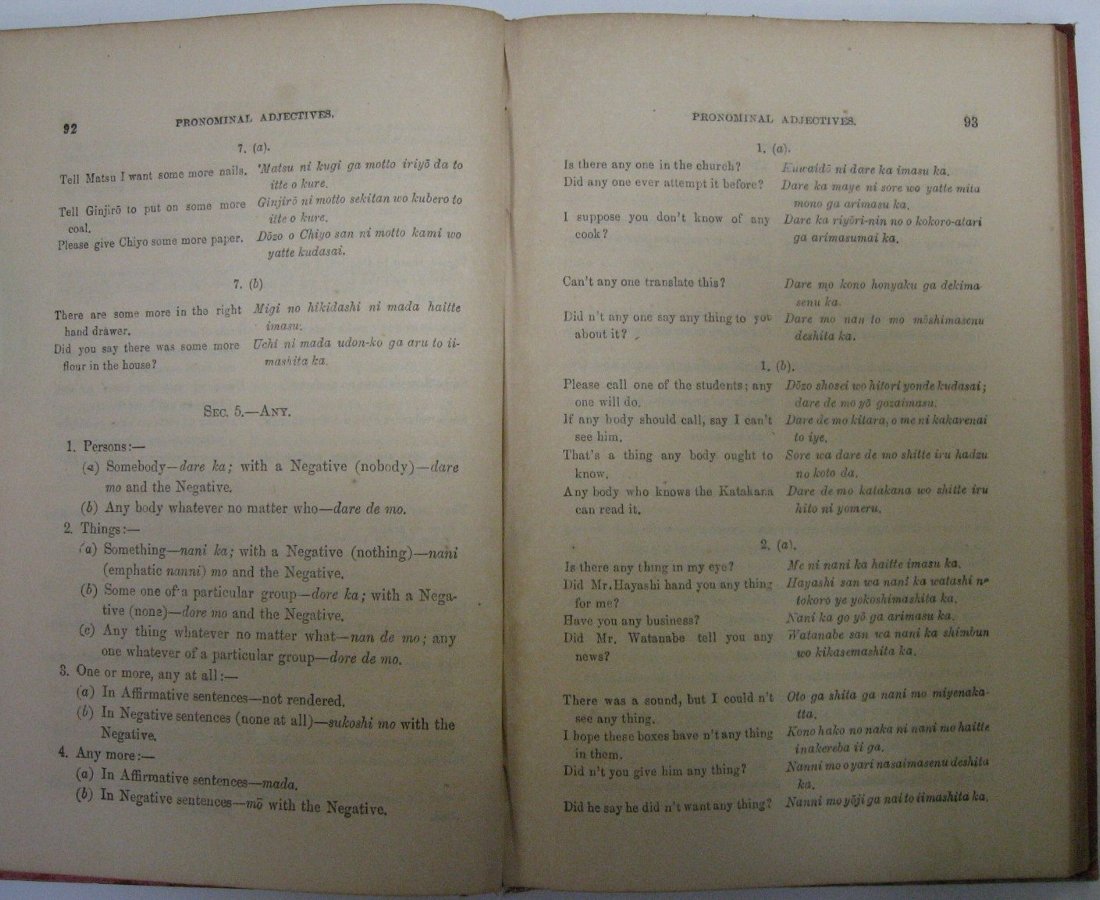 92
PRONOMINAL ADJECTIVES.
7. (a).
Tell Matsu I want some more nails.
'Matsu ni kugi ga motto iriyō da to
itte o kure.
Tell Ginjirō to put on some more
coal.
Ginjirō ni motto sekitan wo kubero to
itte o kure.
Please give Chiyo some more paper.
Dōzo o Chiyo san ni motto kami wo
yatte kudasai.
7. (b)
There are some more in the right
hand drawer.
Migi no hikidashi ni mada haitte
imasu.
Did you say there was some more
flour in the house?
Uchi ni mada udon-ko ga aru to ii-
mashita ka.
SEC. 5.—ANY.
1. Persons:—
(a) Somebody—dare ka; with a Negative (nobody)—dare
mo and the Negative.
(b) Any body whatever no matter who—dare de mo.
2. Things:—
(a) Something—nani ka; with a Negative (nothing)—nani
(emphatic nanni) mo and the Negative.
(b) Some one of a particular group—dore ka; with a Nega-
tive (none)—dore mo and the Negative.
(c) Any thing whatever no matter what—nan de mo; any
one whatever of a particular group—dore de mo.
3. One or more, any at all:—
(a) In Affirmative sentences—not rendered.
(b) In Negative sentences (none at all)—sukoshi mo with the
Negative.
4. Any more:—
(a) In Affirmative sentences—mada.
(b) In Negative sentences—mō with the Negative.
PRONOMINAL ADJECTIVES.
93
1. (a).
Is there any one in the church?
ni dare ka imasu ka.
Did any one ever attempt it before?
Dare ka maye ni sore wo yatte mita
mono ga arimasu ka.
I suppose you don't know of any
cook?
Dare ka riyōri-nin no o kokoro-atari
ga arimasumai ka.
Can't any one translate this?
Dare mo kono honyaku ga dekima
senu ka.
Did n't any one say any thing to you
about it?
Dare mo nan to mo mōshimasenu
deshita ka.
1. (b).
Please call one of the students; any
one will do.
Dōzo shosei wo hitori yonde kudasai;
dare de mo yō gozaimasu.
If any body should call, say I can't
see him.
Dare de mo kitara, o me ni kakarenai
to iye.
That's a thing any body ought to
know.
Sore wa dare de mo shitte iru hadzu
no koto da.
Any body who knows the Katakana
can read it.
Dare de mo katakana wo shitte iru
hito ni yomeru.
2. (a).
Is there any thing in my eye?
Me ni nani ka haitte imasu ka.
Did Mr. Hayashi hand you any thing
for me?
Hayashi san wa nani ka watashi no
tokoro ye yokoshimashita ka.
Have you any business?
Nani ka go yō ga arimasu ka.
Did Mr. Watanabe tell you any
news?
Watanabe san wa nani ka shimbun
wo kikasemashita ka.
There was a sound, but I could n't
see any thing.
Oto ga shita ga nani mo miyenaka-
tta.
I hope these boxes have n't any thing
in them.
Kono hako no naka ni nani mo haitte
inakereba ii ga.
Did n't you give him any thing?
Nanni mo o yari nasaimasenu deshita
ka.
Did he say he did n't want any thing?
Nanni mo yōji ga nai to iimashita ka.